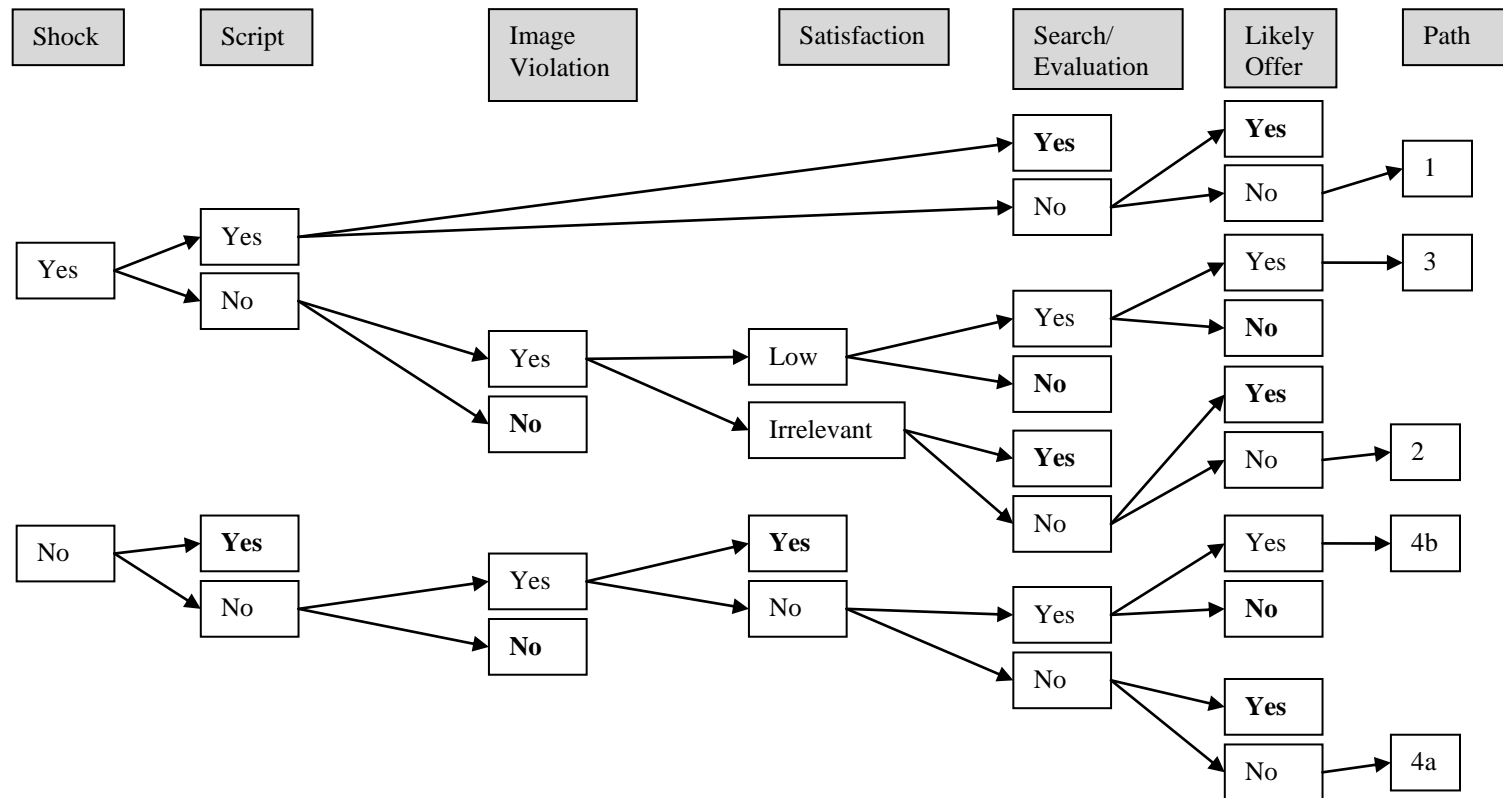 Shock
Script
Image
Violation
Satisfaction
Search/
Evaluation
Likely
Offer
Path
Yes
Yes
No
1
Yes
No
Yes
3
Yes
No
Yes
No
Yes
Low
No
Yes
No
Irrelevant
Yes
No
2
No
No
Yes
Yes
Yes
4b
Yes
No
No
Yes
No
No
No
Yes
No
4a